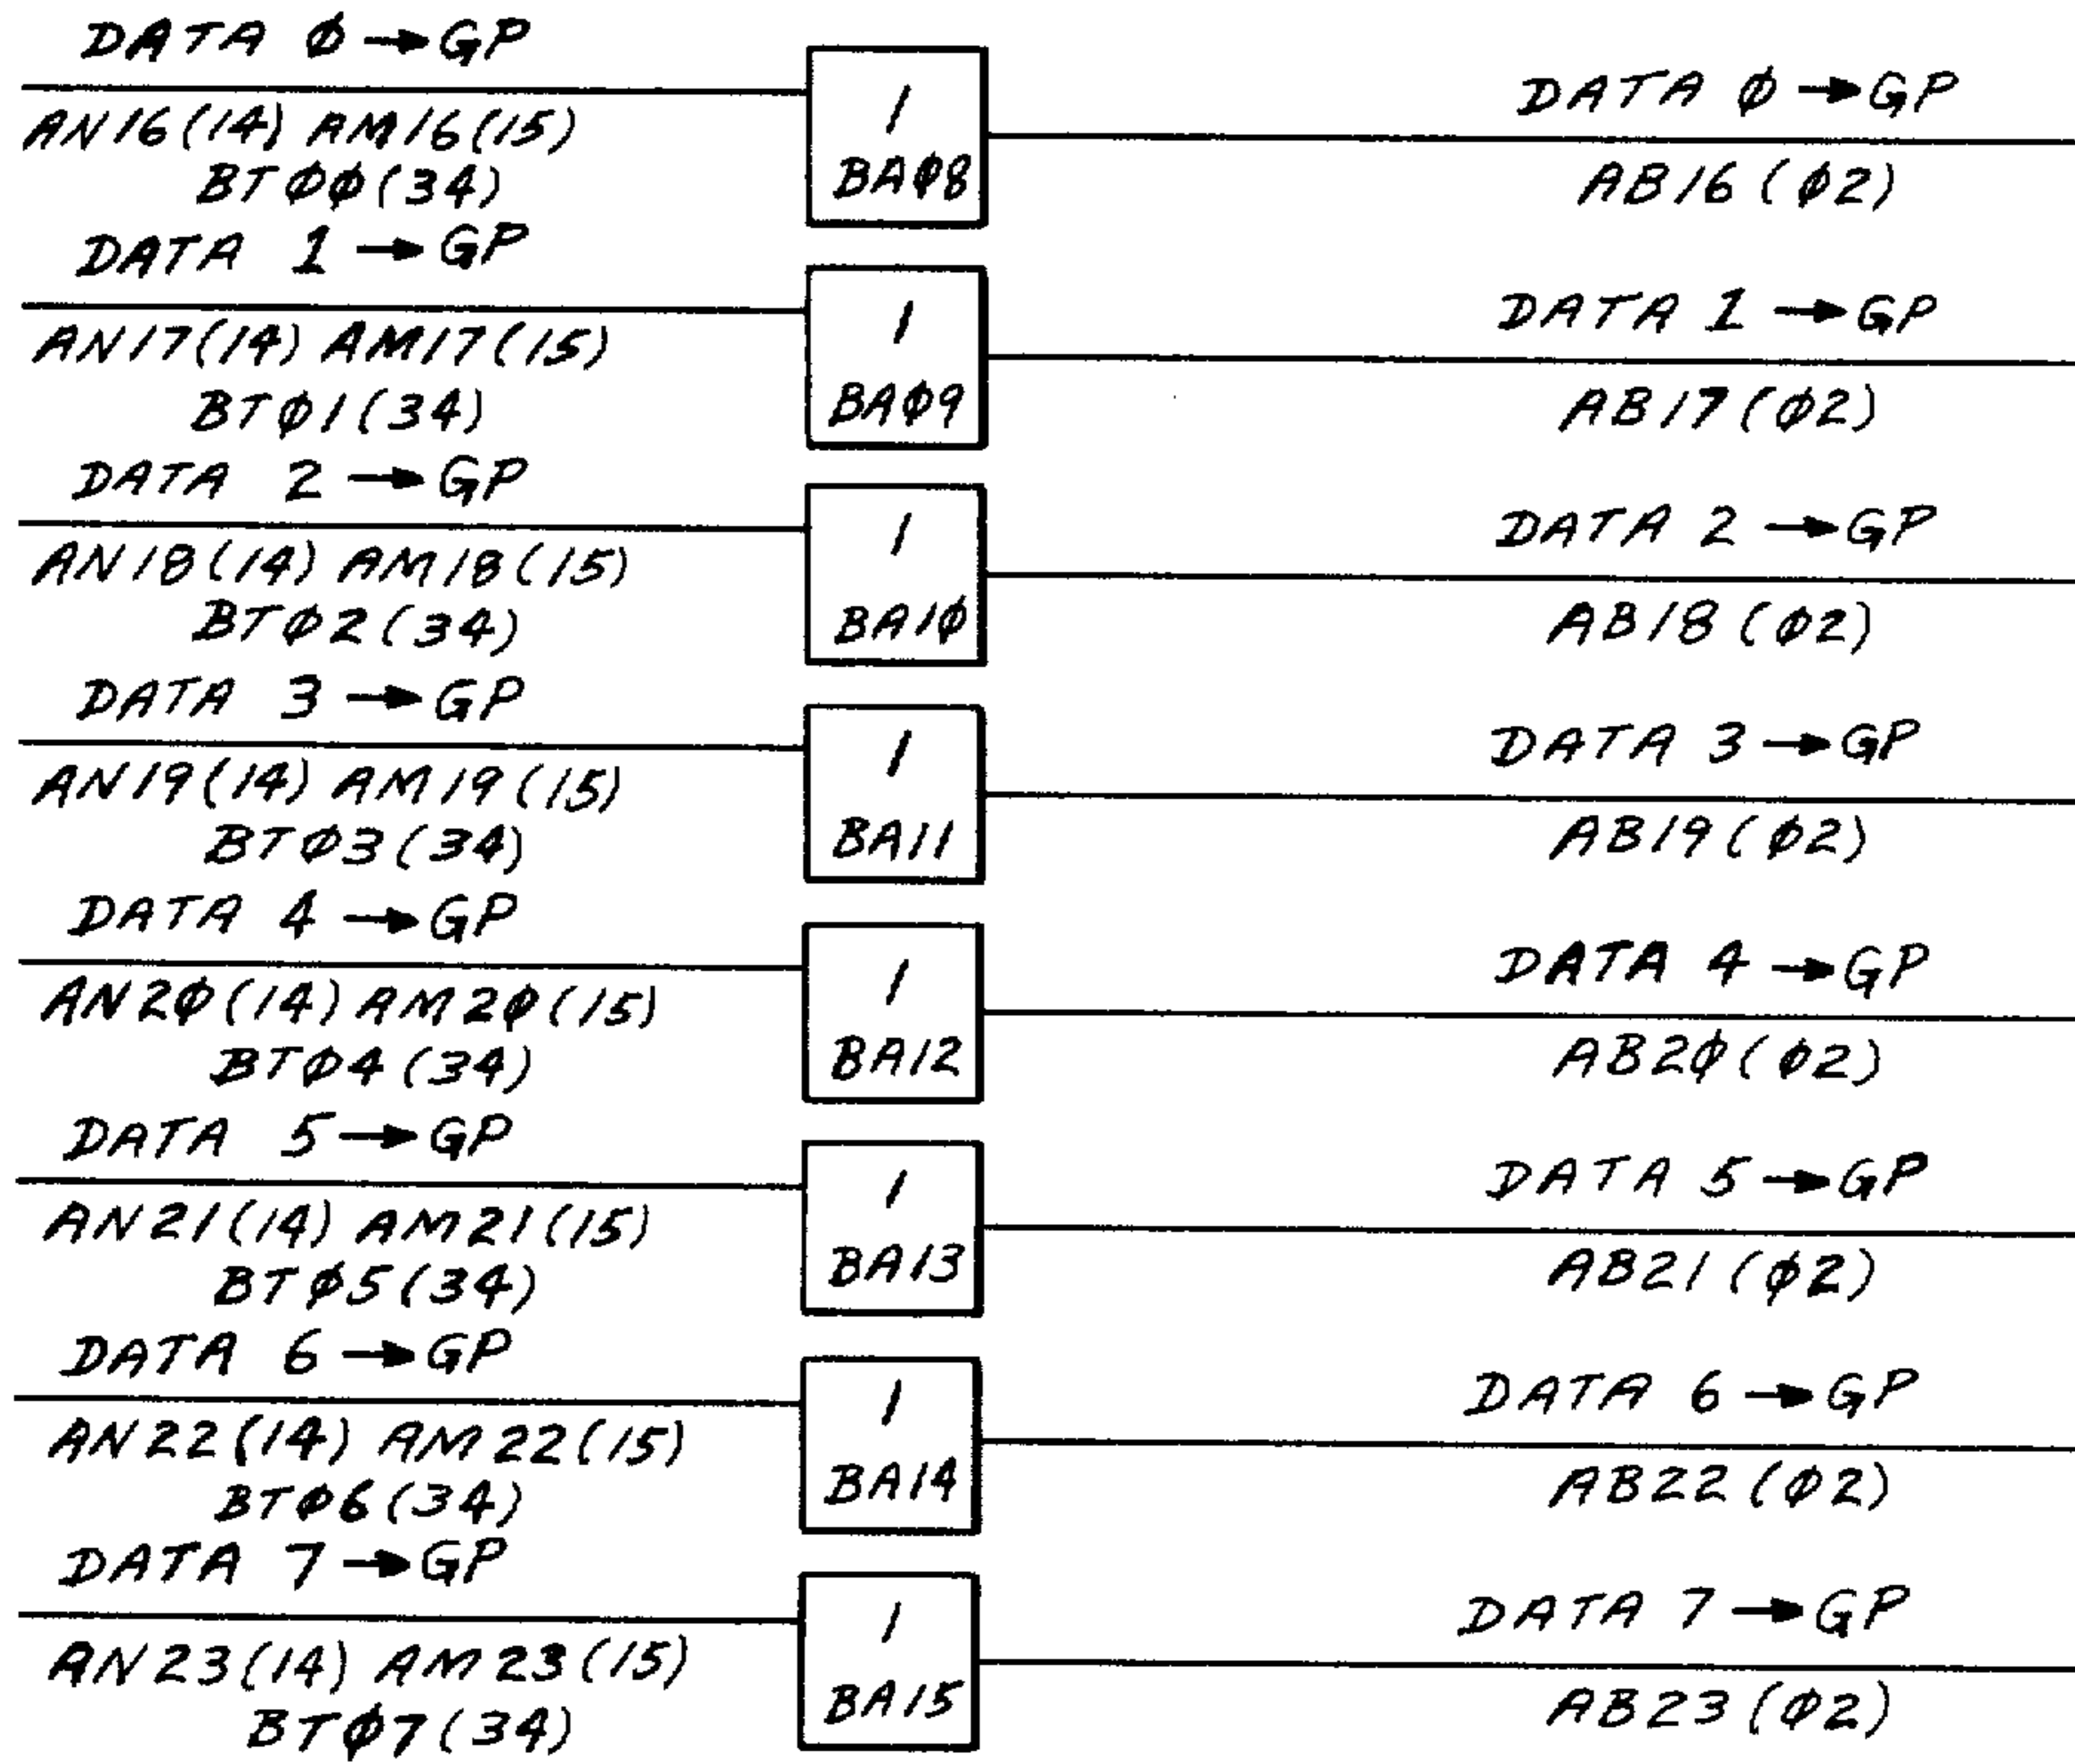 DATA Ø → GP
AN16(14) AM16(15)
BTØØ(34)
1
BAØ8
DATA Ø → GP
AB16(Ø2)
DATA 1 → GP
AN17(14) AM17(15)
BTØ1(34)
1
BAØ9
DATA 1 → GP
AB17(Ø2)
DATA 2 → GP
AN18(14) AM18(15)
BTØ2(34)
1
BA1Ø
DATA 2 → GP
AB18(Ø2)
DATA 3 → GP
AN19(14) AM19(15)
BTØ3(34)
1
BA11
DATA 3 → GP
AB19(Ø2)
DATA 4 → GP
AN2Ø(14) AM2Ø(15)
BTØ4(34)
1
BA12
DATA 4 → GP
AB2Ø(Ø2)
DATA 5 → GP
AN21(14) AM21(15)
BTØ5(34)
1
BA13
DATA 5 → GP
AB21(Ø2)
DATA 6 → GP
AN22(14) AM22(15)
BTØ6(34)
1
BA14
DATA 6 → GP
AB22(Ø2)
DATA 7 → GP
AN23(14) AM23(15)
BTØ7(34)
1
BA15
DATA 7 → GP
AB23(Ø2)